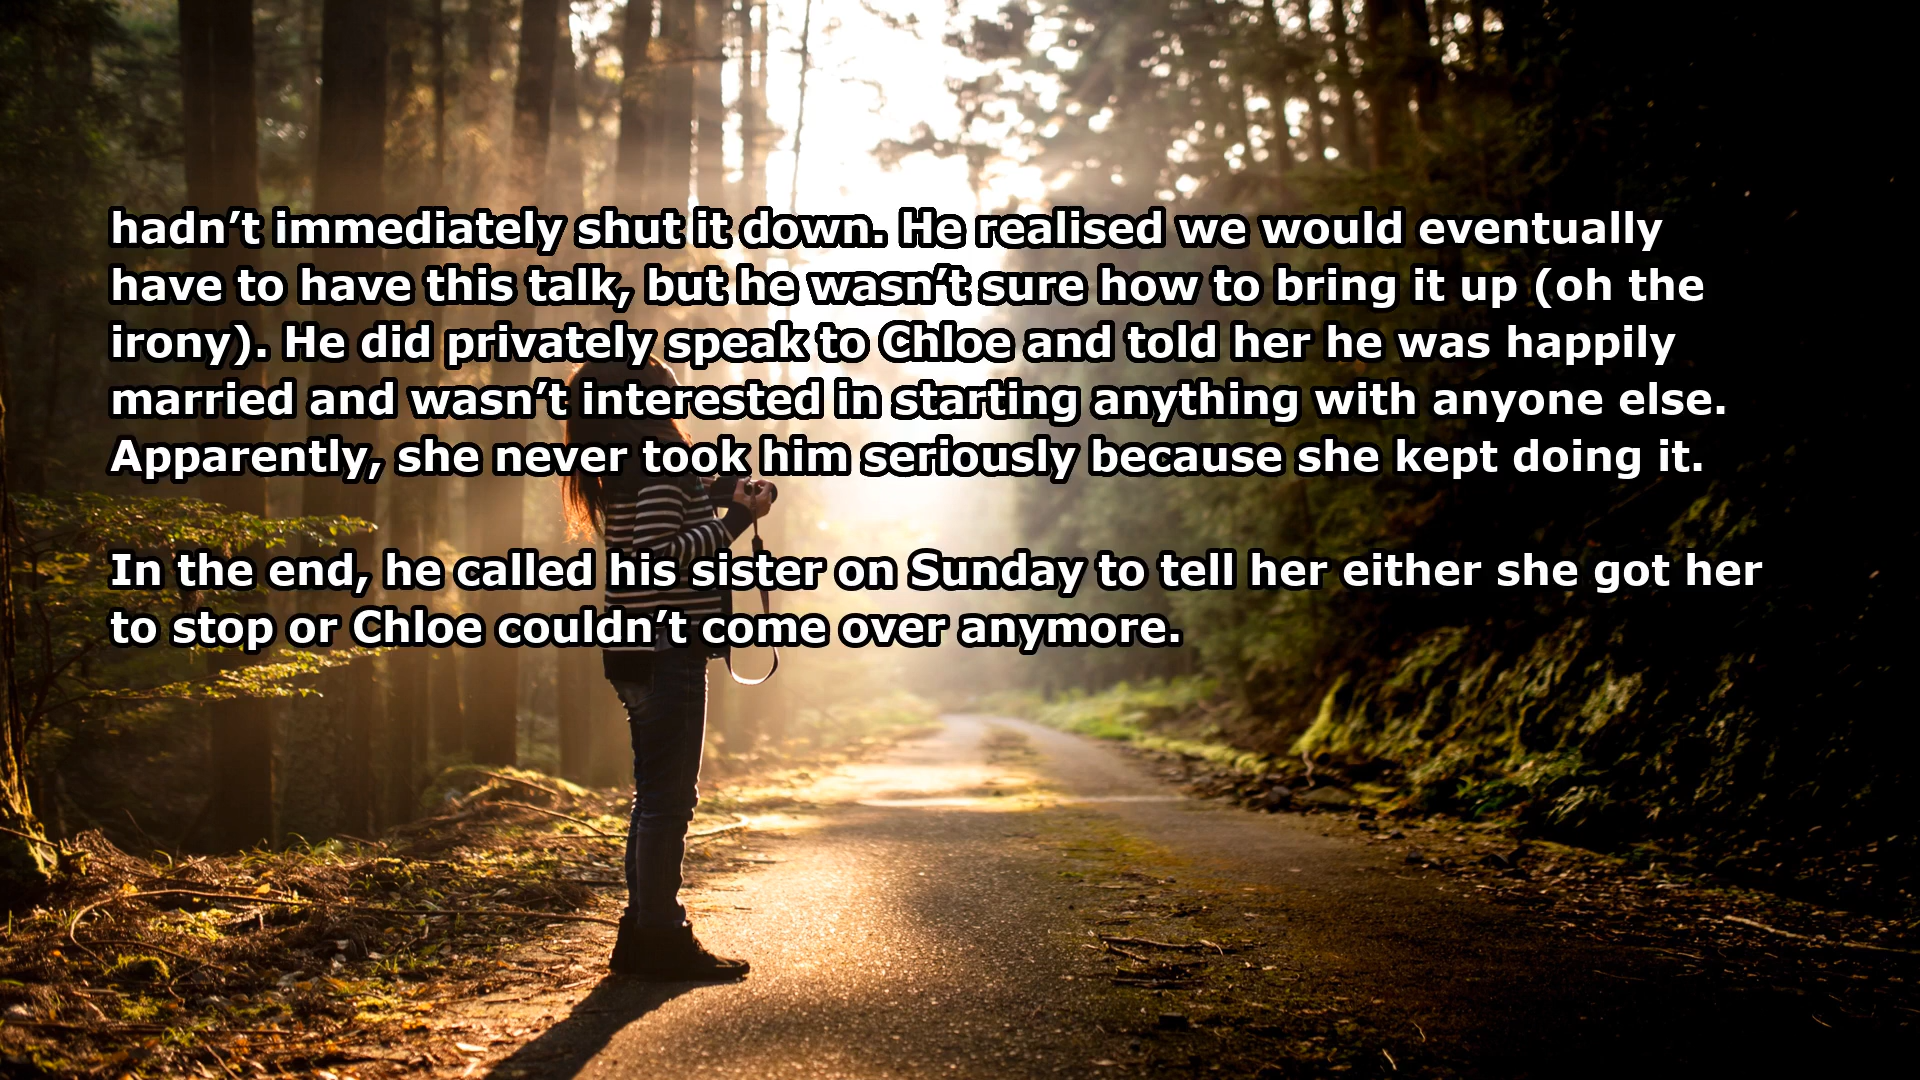 hadn’t immediately shut it down. He realised we would eventually
have to have this talk, but he wasn’t sure how to bring it up (oh the
irony). He did privately speak to Chloe and told her he was happily
married and wasn’t interested in starting anything with anyone else.
Apparently, she never took him seriously because she kept doing it.
In the end, he called his sister on Sunday to tell her either she got her
to stop or Chloe couldn’t come over anymore.